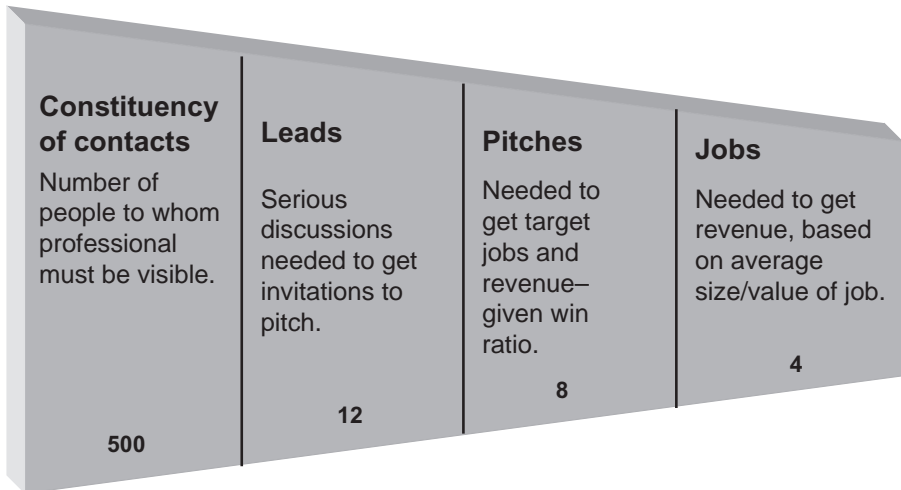 Constituency
of contacts
Number of
people to whom
professional
must be visible.
500
Leads
Serious
discussions
needed to get
invitations to
pitch.
12
Pitches
Needed to
get target
jobs and
revenue–
given win
ratio.
8
Jobs
Needed to get
revenue, based
on average
size/value of job.
4